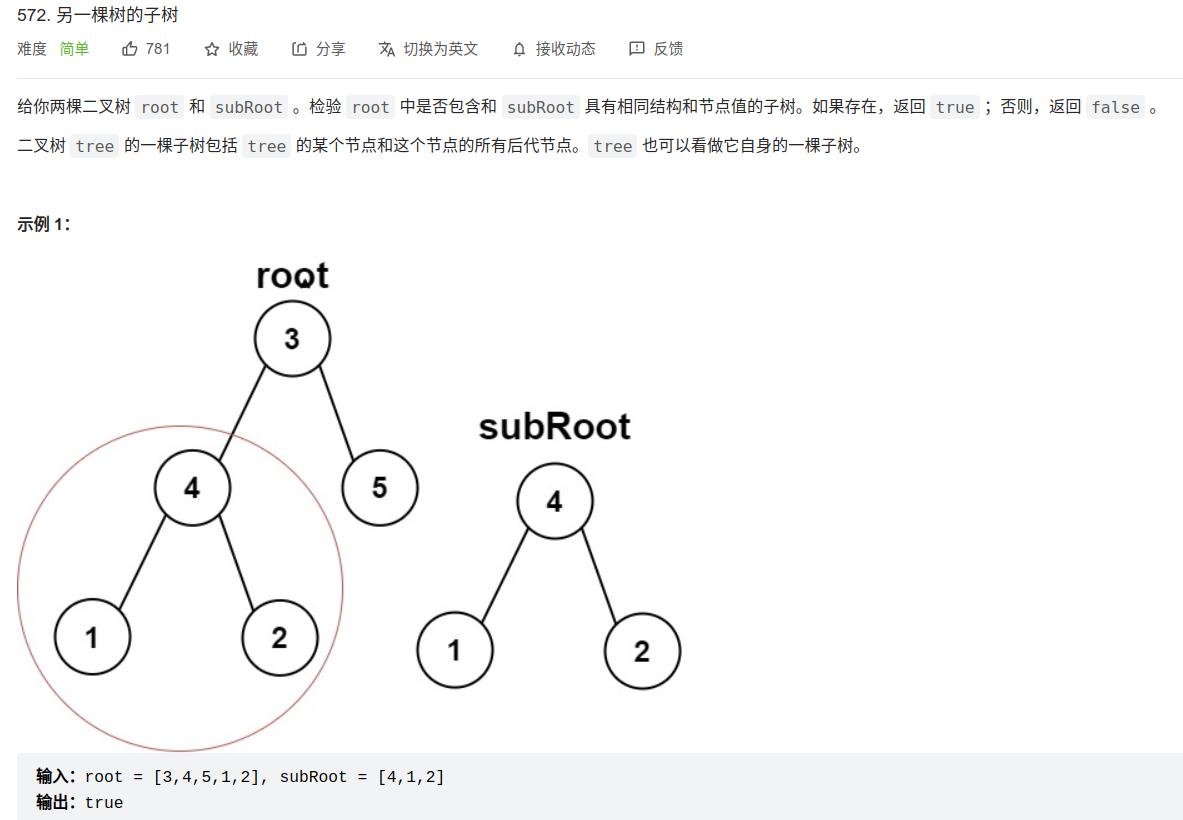 572. 另一棵树的子树
难度 简单 781 收藏 分享 切换为英文 接收动态 反馈
给你两棵二叉树 root 和 subRoot 。检验 root 中是否包含和 subRoot 具有相同结构和节点值的子树。如果存在，返回 true ；否则，返回 false 。
二叉树 tree 的一棵子树包括 tree 的某个节点和这个节点的所有后代节点。tree 也可以看做它自身的一棵子树。
示例 1：
root
3
subRoot
4 5 4
1 2 1 2
输入：root = [3,4,5,1,2], subRoot = [4,1,2]
输出：true